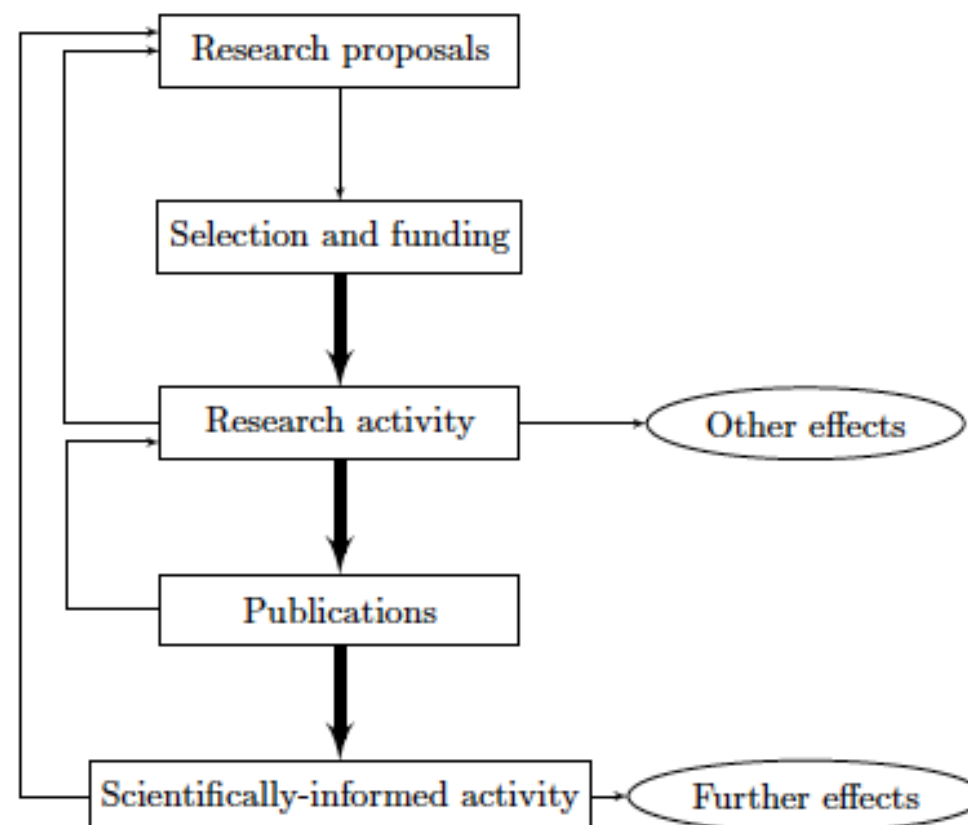 Research proposals
Selection and funding
Research activity
Other effects
Publications
Scientifically-informed activity
Further effects